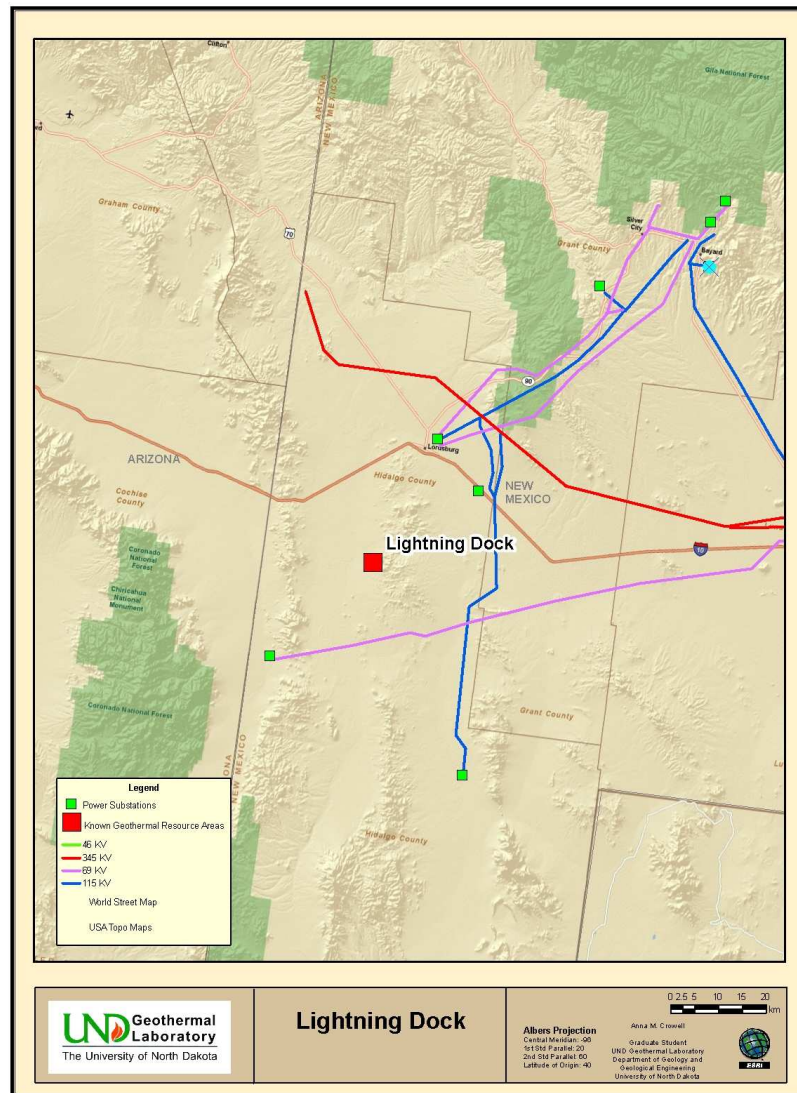 Clifton
Gila National Forest
ARIZONA
NEW MEXICO
Graham County
70
Silver
City
Grant County
Bayard
90
Lordsburg
ARIZONA
Hidalgo County
NEW
MEXICO
Cochise
County
Lightning Dock
10
Coronado
National
Forest
Chiricahua
National
Monument
Coronado National Forest
Grant County
NEW MEXICO
Hidalgo County
Legend
Power Substations
Known Geothermal Resource Areas
46 KV
345 KV
69 KV
115 KV
World Street Map
USA Topo Maps
UND Geothermal
Laboratory
The University of North Dakota
Lightning Dock
Albers Projection
Central Meridian: -96
1st Std Parallel: 20
2nd Std Parallel: 60
Latitude of Origin: 40
0 2.5 5 10 15 20
km
Anna M. Crowell
Graduate Student
UND Geothermal Laboratory
Department of Geology and
Geological Engineering
University of North Dakota
ESRI